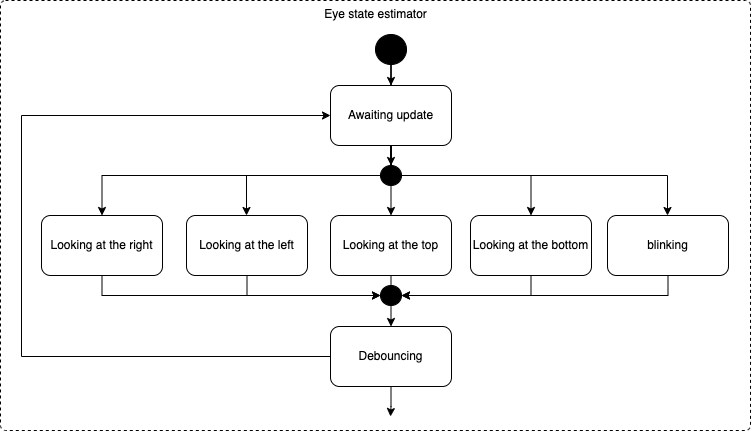 Eye state estimator
Awaiting update
Looking at the right
Looking at the left
Looking at the top
Looking at the bottom
blinking
Debouncing